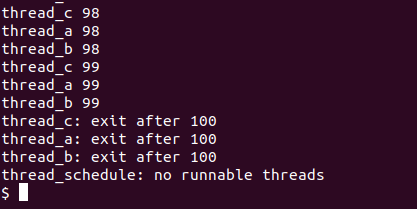 thread_c 98
thread_a 98
thread_b 98
thread_c 99
thread_a 99
thread_b 99
thread_c: exit after 100
thread_a: exit after 100
thread_b: exit after 100
thread_schedule: no runnable threads
$